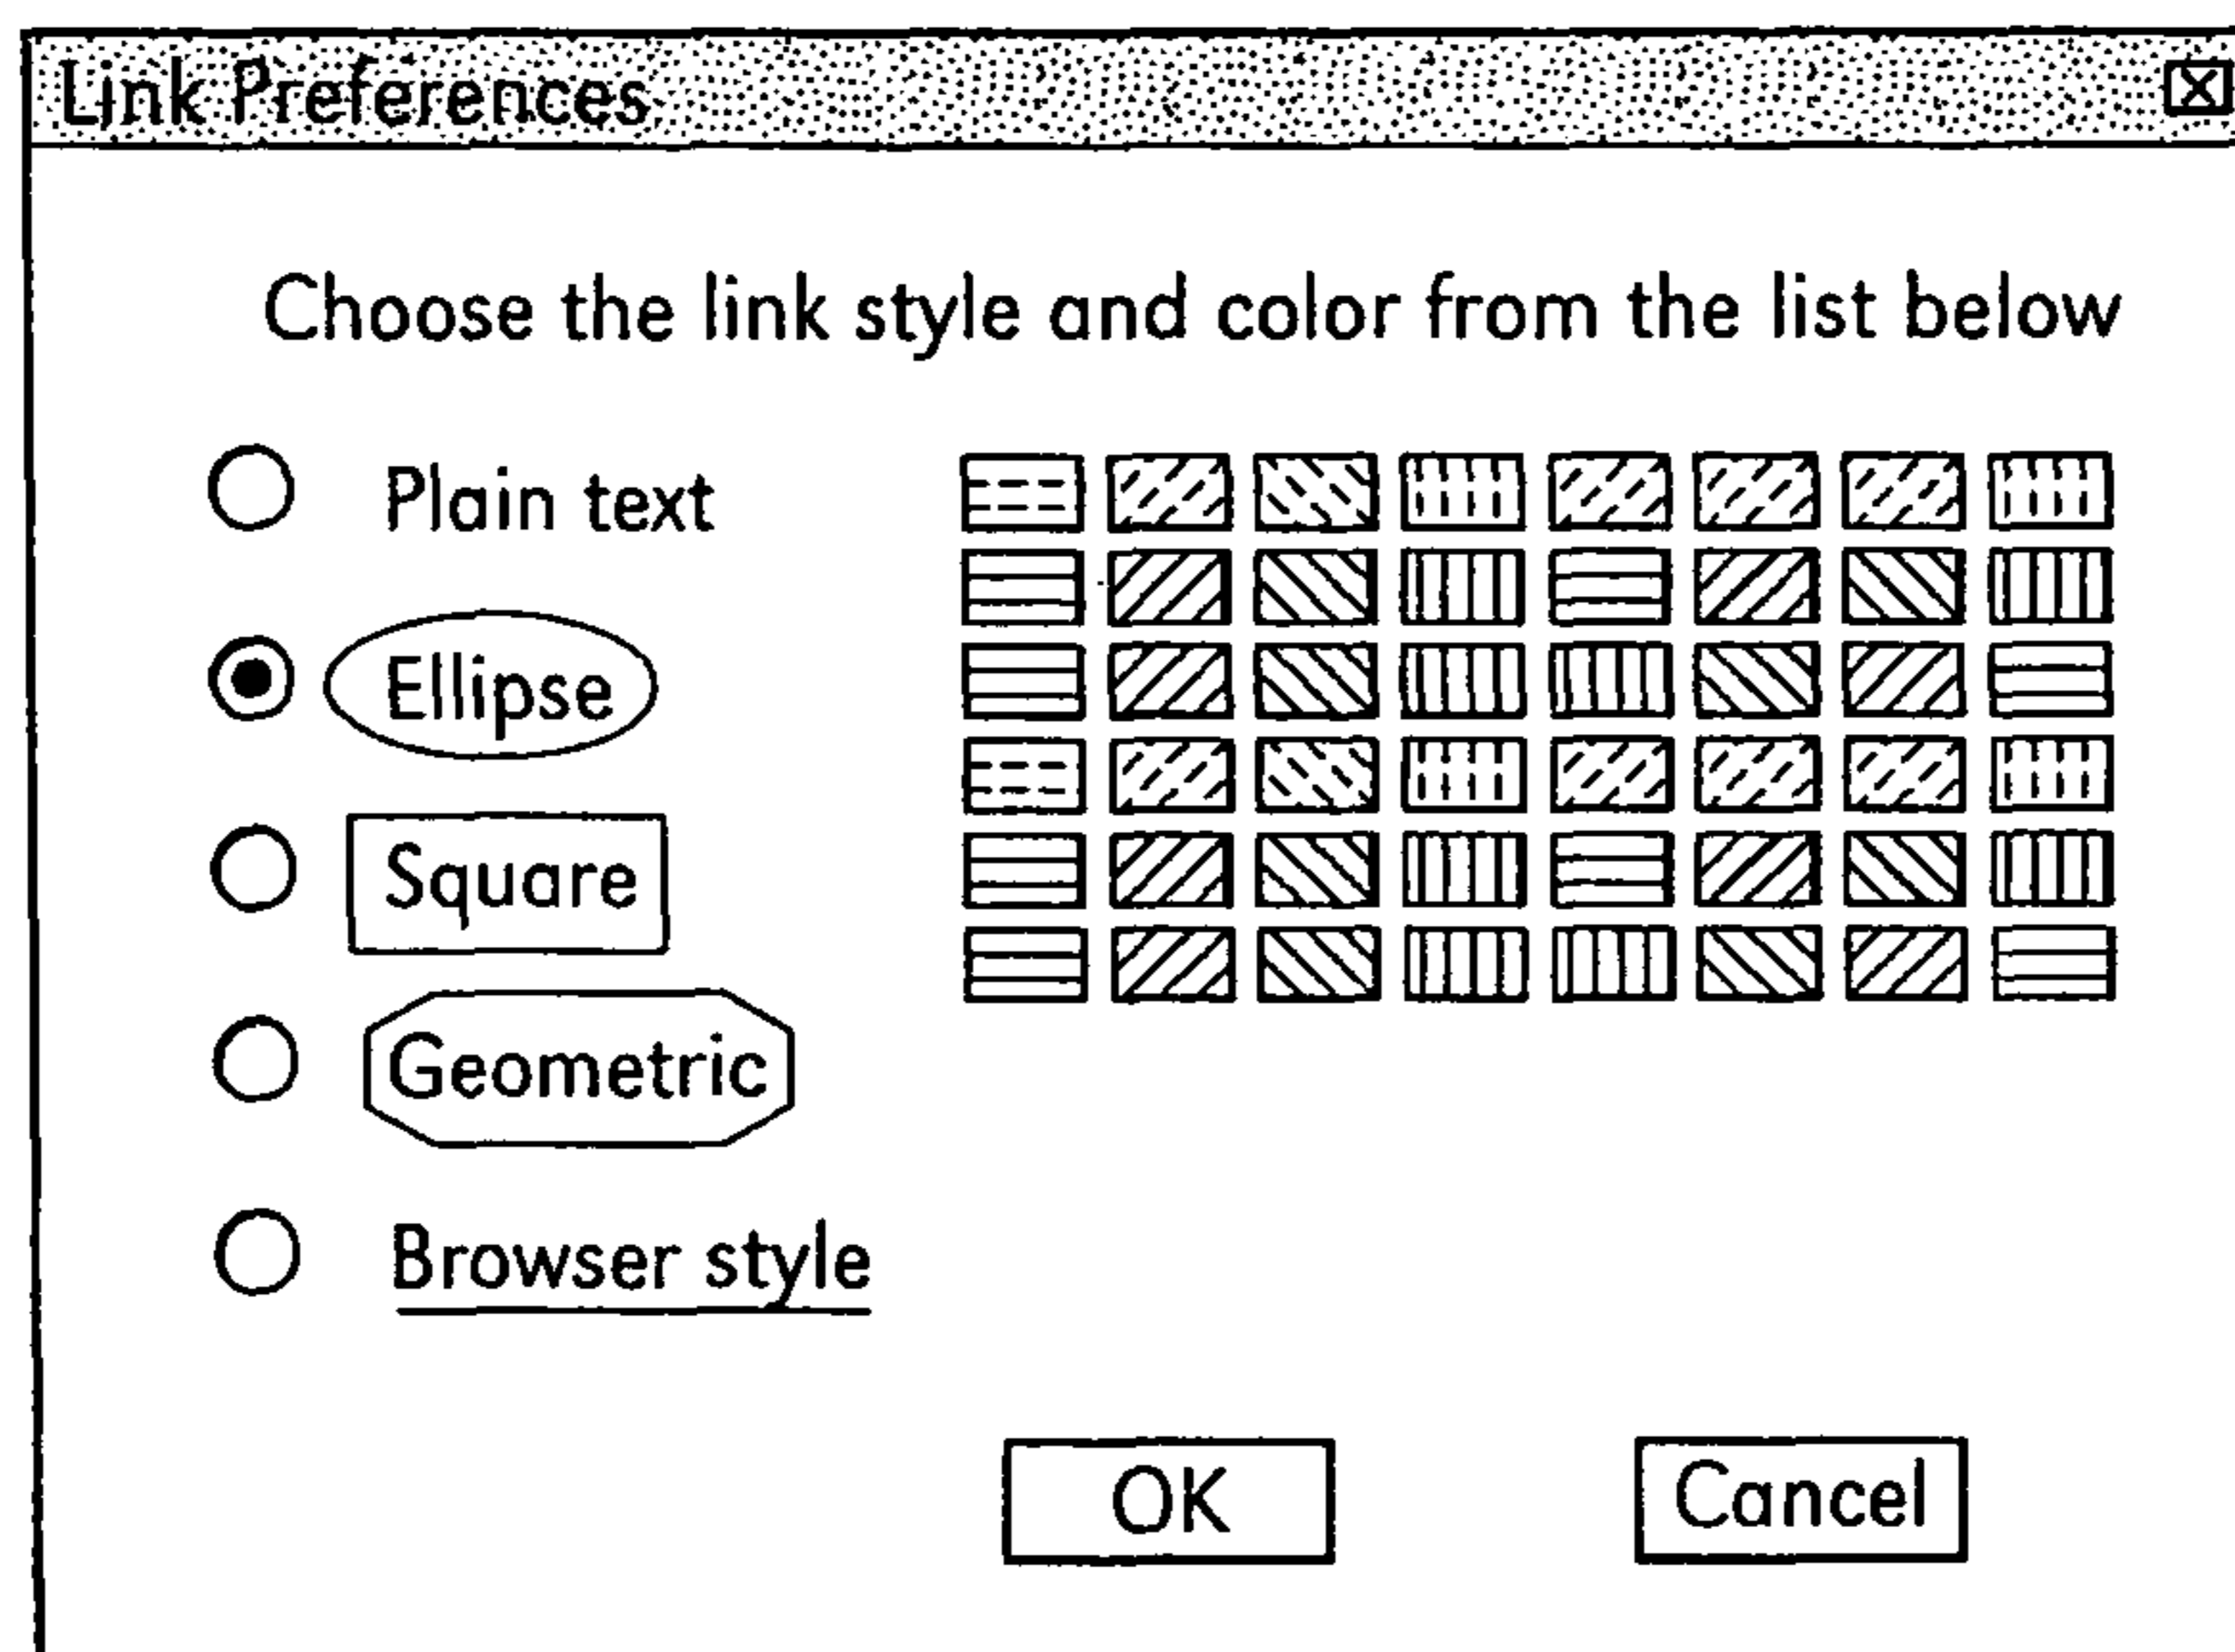 Link Preferences
Choose the link style and color from the list below
Plain text
Ellipse
Square
Geometric
Browser style
OK
Cancel